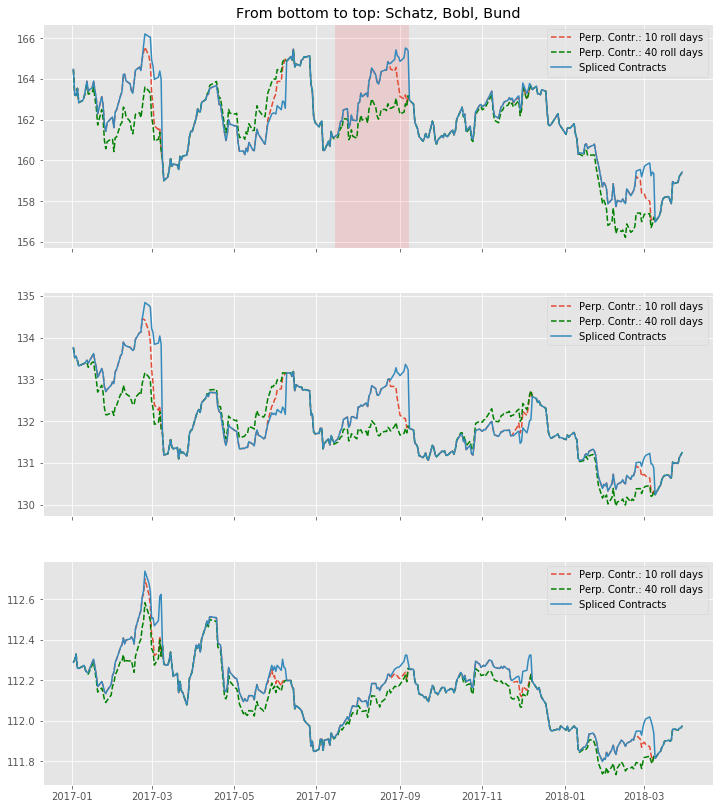 From bottom to top: Schatz, Bobl, Bund
166
164
162
160
158
156
Perp. Contr.: 10 roll days
Perp. Contr.: 40 roll days
Spliced Contracts
135
134
133
132
131
130
Perp. Contr.: 10 roll days
Perp. Contr.: 40 roll days
Spliced Contracts
112.6
112.4
112.2
112.0
111.8
Perp. Contr.: 10 roll days
Perp. Contr.: 40 roll days
Spliced Contracts
2017-01 2017-03 2017-05 2017-07 2017-09 2017-11 2018-01 2018-03